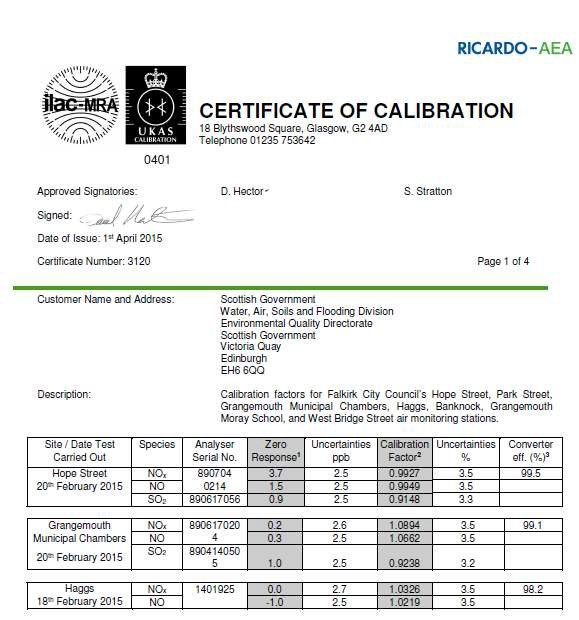 RICARDO-AEA
ilac-MRA
UKAS
CALIBRATION
0401
CERTIFICATE OF CALIBRATION
18 Blythswood Square, Glasgow, G2 4AD
Telephone 01235 753642
Approved Signatories: D. Hector S. Stratton
Signed:
Date of Issue: 1st April 2015
Certificate Number: 3120 Page 1 of 4
Customer Name and Address: Scottish Government
Water, Air, Soils and Flooding Division
Environmental Quality Directorate
Scottish Government
Victoria Quay
Edinburgh
EH6 6QQ
Description: Calibration factors for Falkirk City Council's Hope Street, Park Street,
Grangemouth Municipal Chambers, Haggs, Banknock, Grangemouth
Moray School, and West Bridge Street air monitoring stations.
Site / Date Test Species Analyser Zero Uncertainties Calibration Uncertainties Converter
Carried Out Serial No. Response¹ ppb Factor² % eff. (%)³
Hope Street NOx 890704 3.7 2.5 0.9927 3.5 99.5
20th February 2015 NO 0214 1.5 2.5 0.9949 3.5
SO2 890617056 0.9 2.5 0.9148 3.3
Grangemouth NOx 890617020 0.2 2.6 1.0894 3.5 99.1
Municipal Chambers NO 4 0.3 2.5 1.0662 3.5
SO2 890414050
20th February 2015 5 1.0 2.5 0.9238 3.2
Haggs NOx 1401925 0.0 2.7 1.0326 3.5 98.2
18th February 2015 NO -1.0 2.5 1.0219 3.5